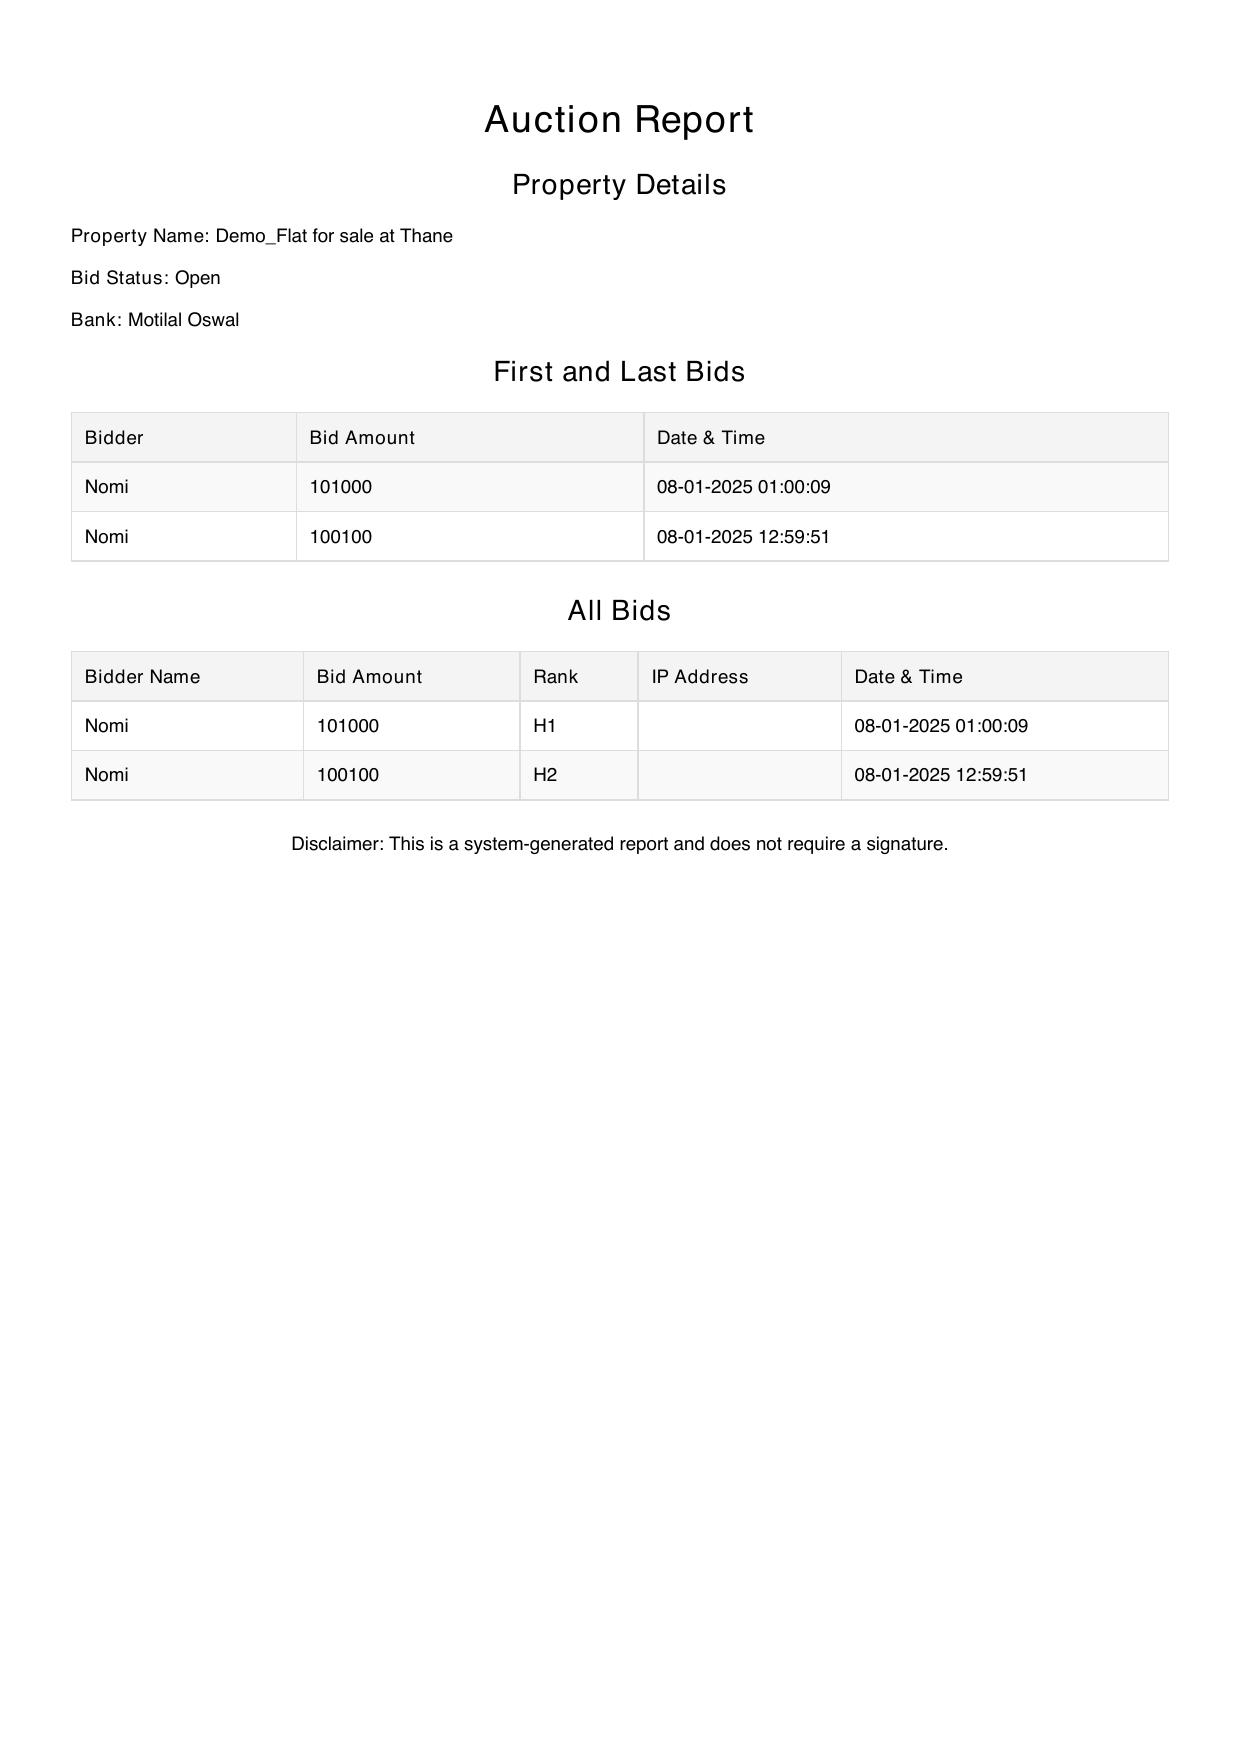 Auction Report
Property Details
Property Name: Demo_Flat for sale at Thane
Bid Status: Open
Bank: Motilal Oswal
First and Last Bids
Bidder Bid Amount Date & Time
Nomi 101000 08-01-2025 01:00:09
Nomi 100100 08-01-2025 12:59:51
All Bids
Bidder Name Bid Amount Rank IP Address Date & Time
Nomi 101000 H1 08-01-2025 01:00:09
Nomi 100100 H2 08-01-2025 12:59:51
Disclaimer: This is a system-generated report and does not require a signature.